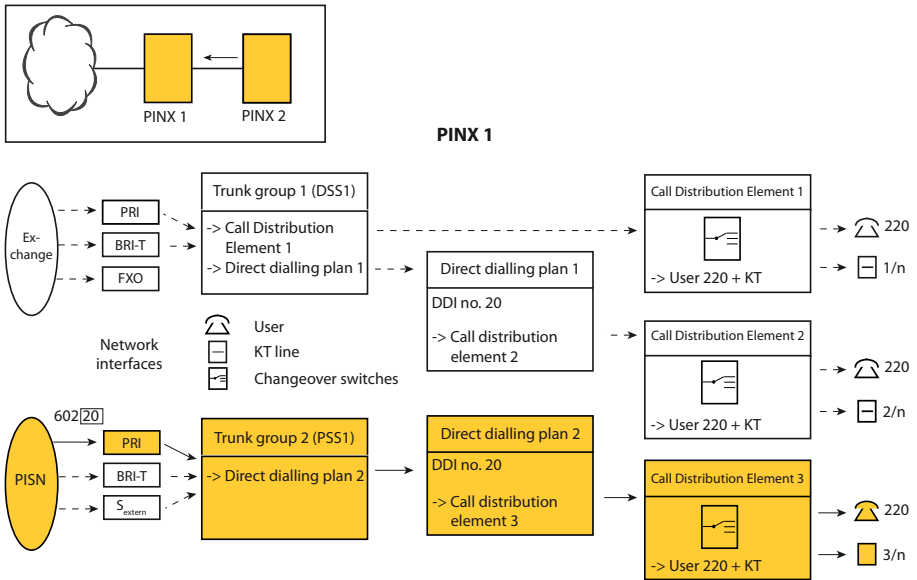 PINX 1
PINX 2
PINX 1
Ex-
change
PRI
BRI-T
FXO
Trunk group 1 (DSS1)
-> Call Distribution
Element 1
-> Direct dialling plan 1
Direct dialling plan 1
DDI no. 20
-> Call distribution
element 2
Call Distribution Element 1
-> User 220 + KT
220
1/n
Call Distribution Element 2
-> User 220 + KT
220
2/n
Network
interfaces
User
KT line
Changeover switches
602 20
PISN
PRI
BRI-T
S extern
Trunk group 2 (PSS1)
-> Direct dialling plan 2
Direct dialling plan 2
DDI no. 20
-> Call distribution
element 3
Call Distribution Element 3
-> User 220 + KT
220
3/n